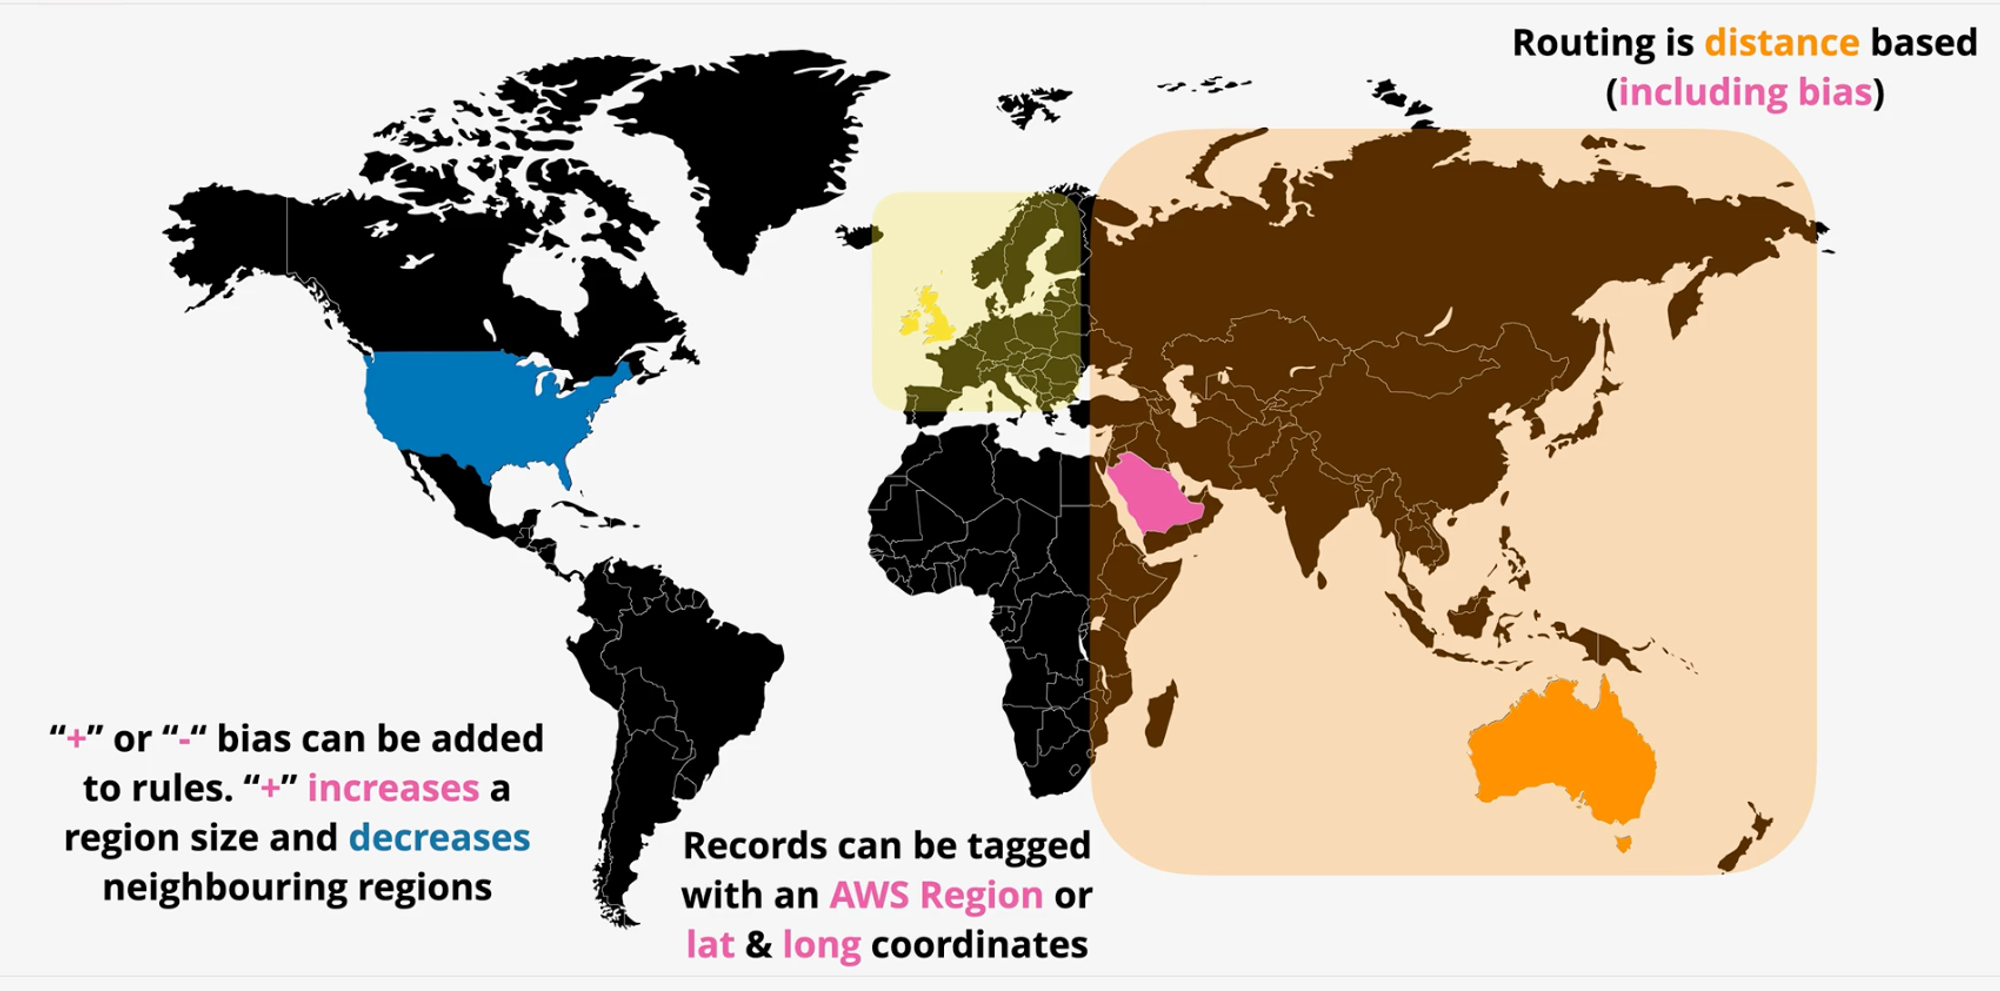 Routing is distance based
(including bias)
“+” or “-“ bias can be added
to rules. “+” increases a
region size and decreases
neighbouring regions
Records can be tagged
with an AWS Region or
lat & long coordinates